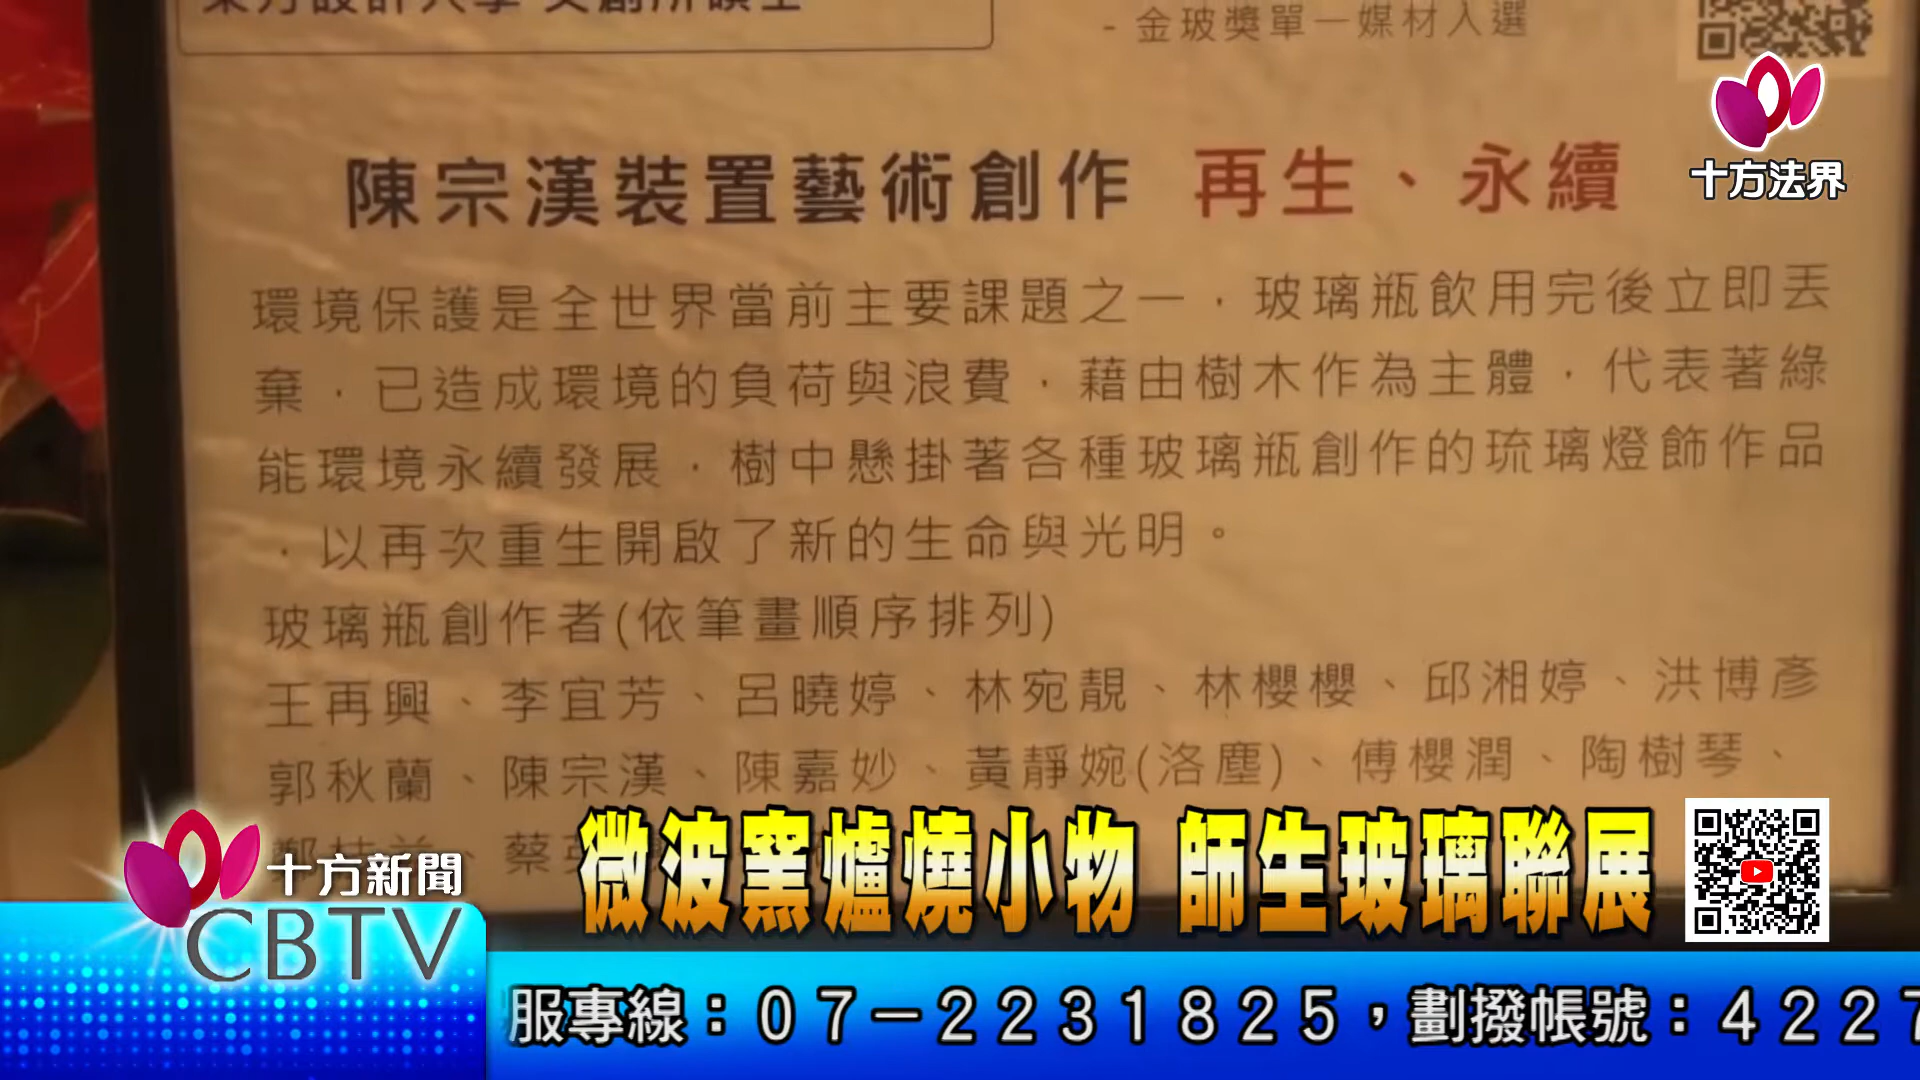 - 金玻獎單一媒材入選
十方法界
陳宗漢裝置藝術創作 再生、永續
環境保護是全世界當前主要課題之一，玻璃瓶飲用完後立即丟
棄，已造成環境的負荷與浪費，藉由樹木作為主體，代表著綠
能環境永續發展，樹中懸掛著各種玻璃瓶創作的琉璃燈飾作品
，以再次重生開啟了新的生命與光明。
玻璃瓶創作者(依筆畫順序排列)
王再興、李宜芳、呂曉婷、林宛靚、林櫻櫻、邱湘婷、洪博彥
郭秋蘭、陳宗漢、陳嘉妙、黃靜婉(洛塵)、傅櫻潤、陶樹琴、
蔡
十方新聞
CBTV
微波窯爐燒小物 師生玻璃聯展
服專線：07－2231825，劃撥帳號：4227